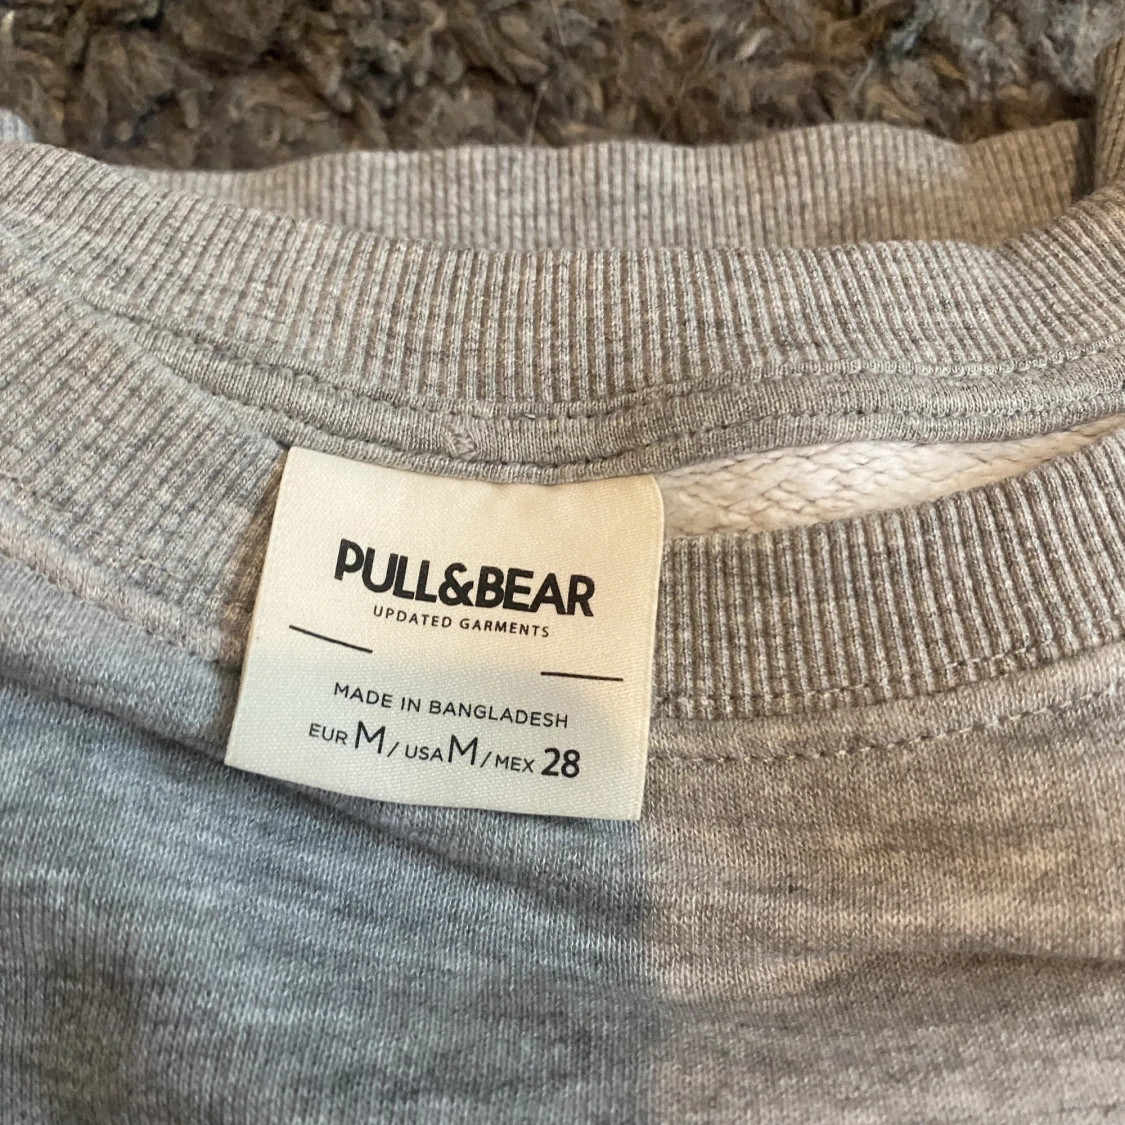 PULL&BEAR
UPDATED GARMENTS
MADE IN BANGLADESH
EUR M / USA M / MEX 28